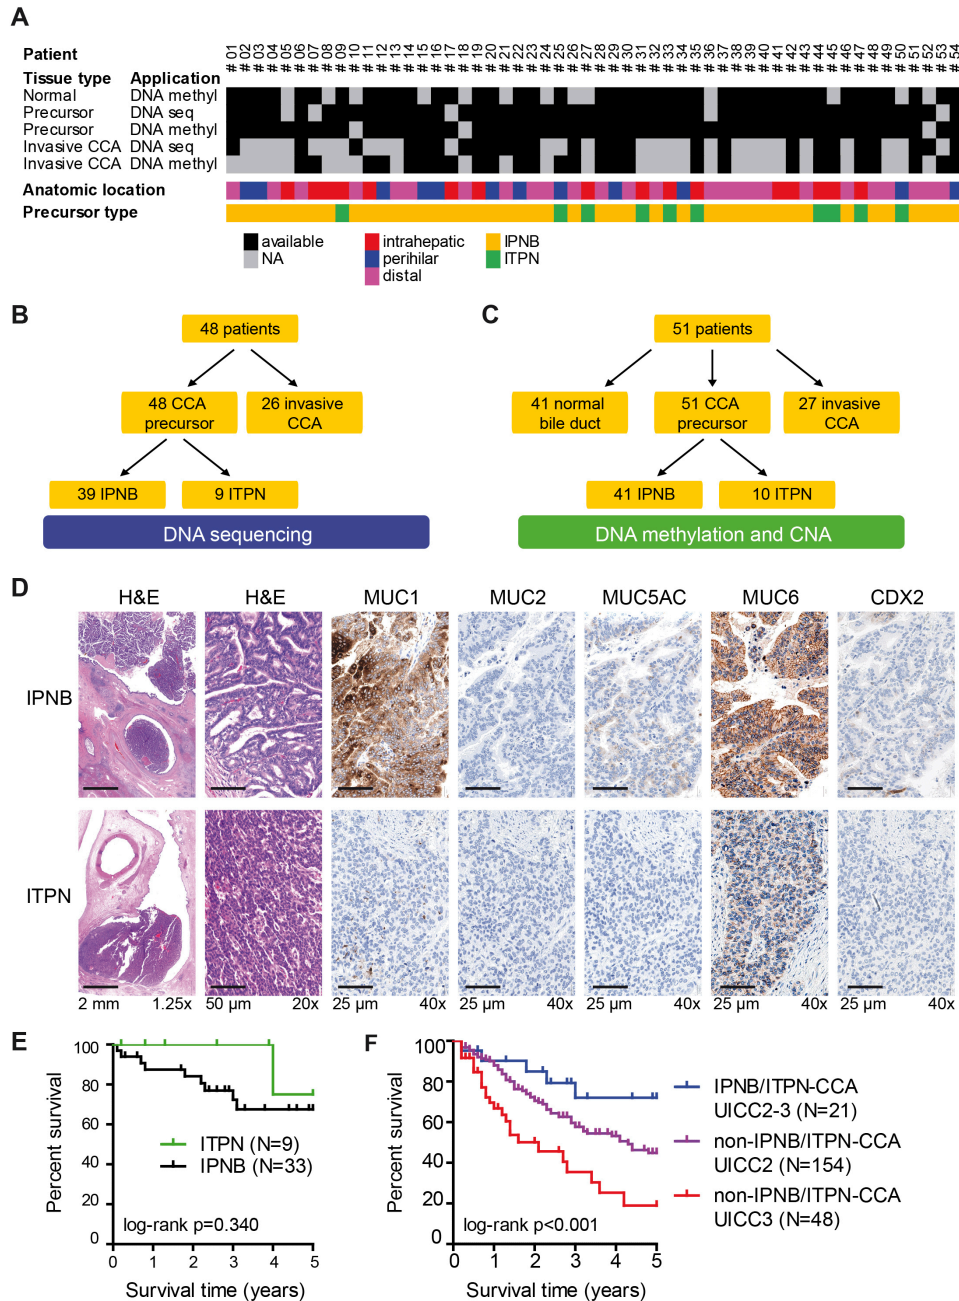 A
Patient
# 01 # 02 # 03 # 04 # 05 # 06 # 07 # 08 # 09 # 10 # 11 # 12 # 13 # 14 # 15 # 16 # 17 # 18 # 19 # 20 # 21 # 22 # 23 # 24 # 25 # 26 # 27 # 28 # 29 # 30 # 31 # 32 # 33 # 34 # 35 # 36 # 37 # 38 # 39 # 40 # 41 # 42 # 43 # 44 # 45 # 46 # 47 # 48 # 49 # 50 # 51 # 52 # 53 # 54
Tissue type Application
Normal DNA methyl
Precursor DNA seq
Precursor DNA methyl
Invasive CCA DNA seq
Invasive CCA DNA methyl
Anatomic location
Precursor type
available intrahepatic IPNB
NA perihilar ITPN
distal
B
48 patients
48 CCA
precursor
26 invasive
CCA
39 IPNB
9 ITPN
DNA sequencing
C
51 patients
41 normal
bile duct
51 CCA
precursor
27 invasive
CCA
41 IPNB
10 ITPN
DNA methylation and CNA
D
H&E H&E MUC1 MUC2 MUC5AC MUC6 CDX2
IPNB
ITPN
2 mm 1.25x 50 µm 20x 25 µm 40x 25 µm 40x 25 µm 40x 25 µm 40x 25 µm 40x
E
Percent survival
100
80
60
40
20
0
ITPN (N=9)
IPNB (N=33)
log-rank p=0.340
0 1 2 3 4 5
Survival time (years)
F
Percent survival
100
80
60
40
20
0
log-rank p<0.001
0 1 2 3 4 5
Survival time (years)
IPNB/ITPN-CCA
UICC2-3 (N=21)
non-IPNB/ITPN-CCA
UICC2 (N=154)
non-IPNB/ITPN-CCA
UICC3 (N=48)